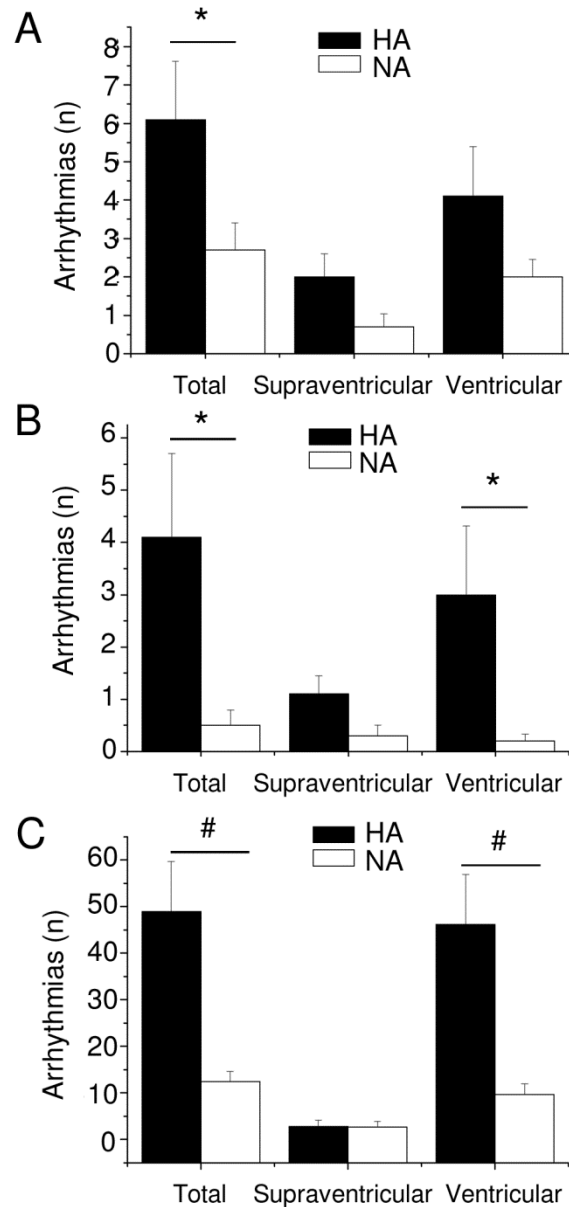 A
*
HA
NA
Arrhythmias (n)
8
7
6
5
4
3
2
1
0
Total Supraventricular Ventricular
B
*
HA
NA
*
Arrhythmias (n)
6
5
4
3
2
1
0
Total Supraventricular Ventricular
C
#
HA
NA
#
Arrhythmias (n)
60
50
40
30
20
10
0
Total Supraventricular Ventricular